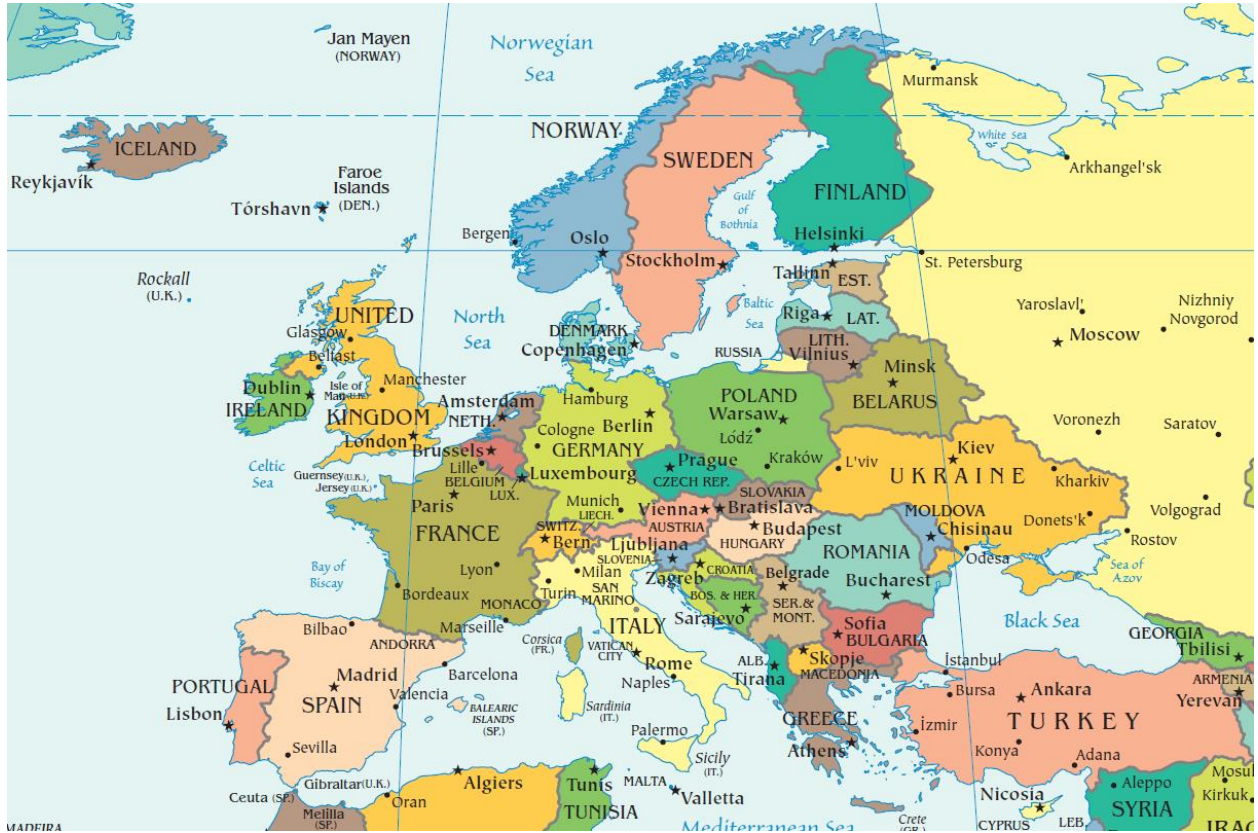 Jan Mayen
(NORWAY)
Norwegian
Sea
Murmansk
White Sea
Arkhangel'sk
ICELAND
Reykjavík
Faroe
Islands
(DEN.)
Tórshavn
NORWAY
SWEDEN
FINLAND
Gulf
of
Bothnia
Bergen
Oslo
Stockholm
Helsinki
Tallinn
EST.
St. Petersburg
Rockall
(U.K.)
North
Sea
Baltic
Sea
Riga
LAT.
LITH.
Vilnius
RUSSIA
Yaroslavl'
Nizhniy
Novgorod
Moscow
UNITED
KINGDOM
Glasgow
Belfast
Isle of
Man (U.K.)
Manchester
London
Dublin
IRELAND
DENMARK
Copenhagen
Minsk
BELARUS
Amsterdam
NETH.
Hamburg
Berlin
Cologne
GERMANY
POLAND
Warsaw
Łódź
Kraków
Voronezh
Saratov
Celtic
Sea
Guernsey (U.K.)
Jersey (U.K.)
Brussels
Lille
BELGIUM
LUX.
Luxembourg
Paris
FRANCE
Prague
CZECH REP.
L'viv
Kiev
UKRAINE
Kharkiv
Donets'k
Volgograd
Rostov
Munich
LIECH.
Vienna
AUSTRIA
SLOVAKIA
Bratislava
Budapest
HUNGARY
MOLDOVA
Chisinau
Odesa
Sea of
Azov
SWITZ.
Bern
Ljubljana
SLOVENIA
Zagreb
CROATIA
ROMANIA
Bucharest
Bay of
Biscay
Lyon
Bordeaux
Milan
Turin
SAN
MARINO
BOS. & HER.
Sarajevo
Belgrade
SER. &
MONT.
MONACO
Marseille
ITALY
Sofia
BULGARIA
Black Sea
GEORGIA
Tbilisi
Bilbao
ANDORRA
Corsica
(FR.)
VATICAN
CITY
Rome
Naples
ALB.
Tirana
Skopje
MACEDONIA
İstanbul
ARMENIA
Yerevan
PORTUGAL
Lisbon
Madrid
SPAIN
Barcelona
Valencia
BALEARIC
ISLANDS
(SP.)
Sevilla
Sardinia
(IT.)
Bursa
Ankara
TURKEY
İzmir
Konya
Adana
GREECE
Athens
Palermo
Sicily
(IT.)
Gibraltar (U.K.)
Ceuta (SP.)
Melilla
(SP.)
Oran
Algiers
Tunis
TUNISIA
MALTA
Valletta
Nicosia
CYPRUS
LEB.
Aleppo
SYRIA
Mosul
Kirkuk
Crete
(GR.)
Mediterranean Sea
MADEIRA